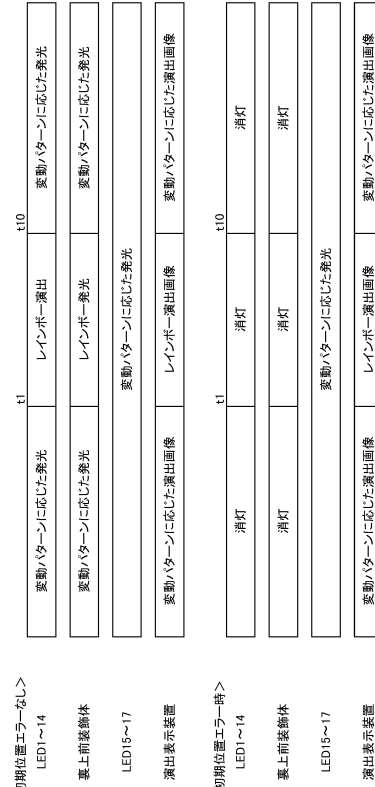 期位置エラーなし>
t1
t10
LED1~14
変動パターンに応じた発光
レインボー演出
変動パターンに応じた発光
裏上前装飾体
変動パターンに応じた発光
レインボー発光
変動パターンに応じた発光
LED15~17
変動パターンに応じた発光
演出表示装置
変動パターンに応じた演出画像
レインボー演出画像
変動パターンに応じた演出画像
期位置エラー時>
t1
t10
LED1~14
消灯
消灯
消灯
裏上前装飾体
消灯
消灯
消灯
LED15~17
変動パターンに応じた発光
演出表示装置
変動パターンに応じた演出画像
レインボー演出画像
変動パターンに応じた演出画像